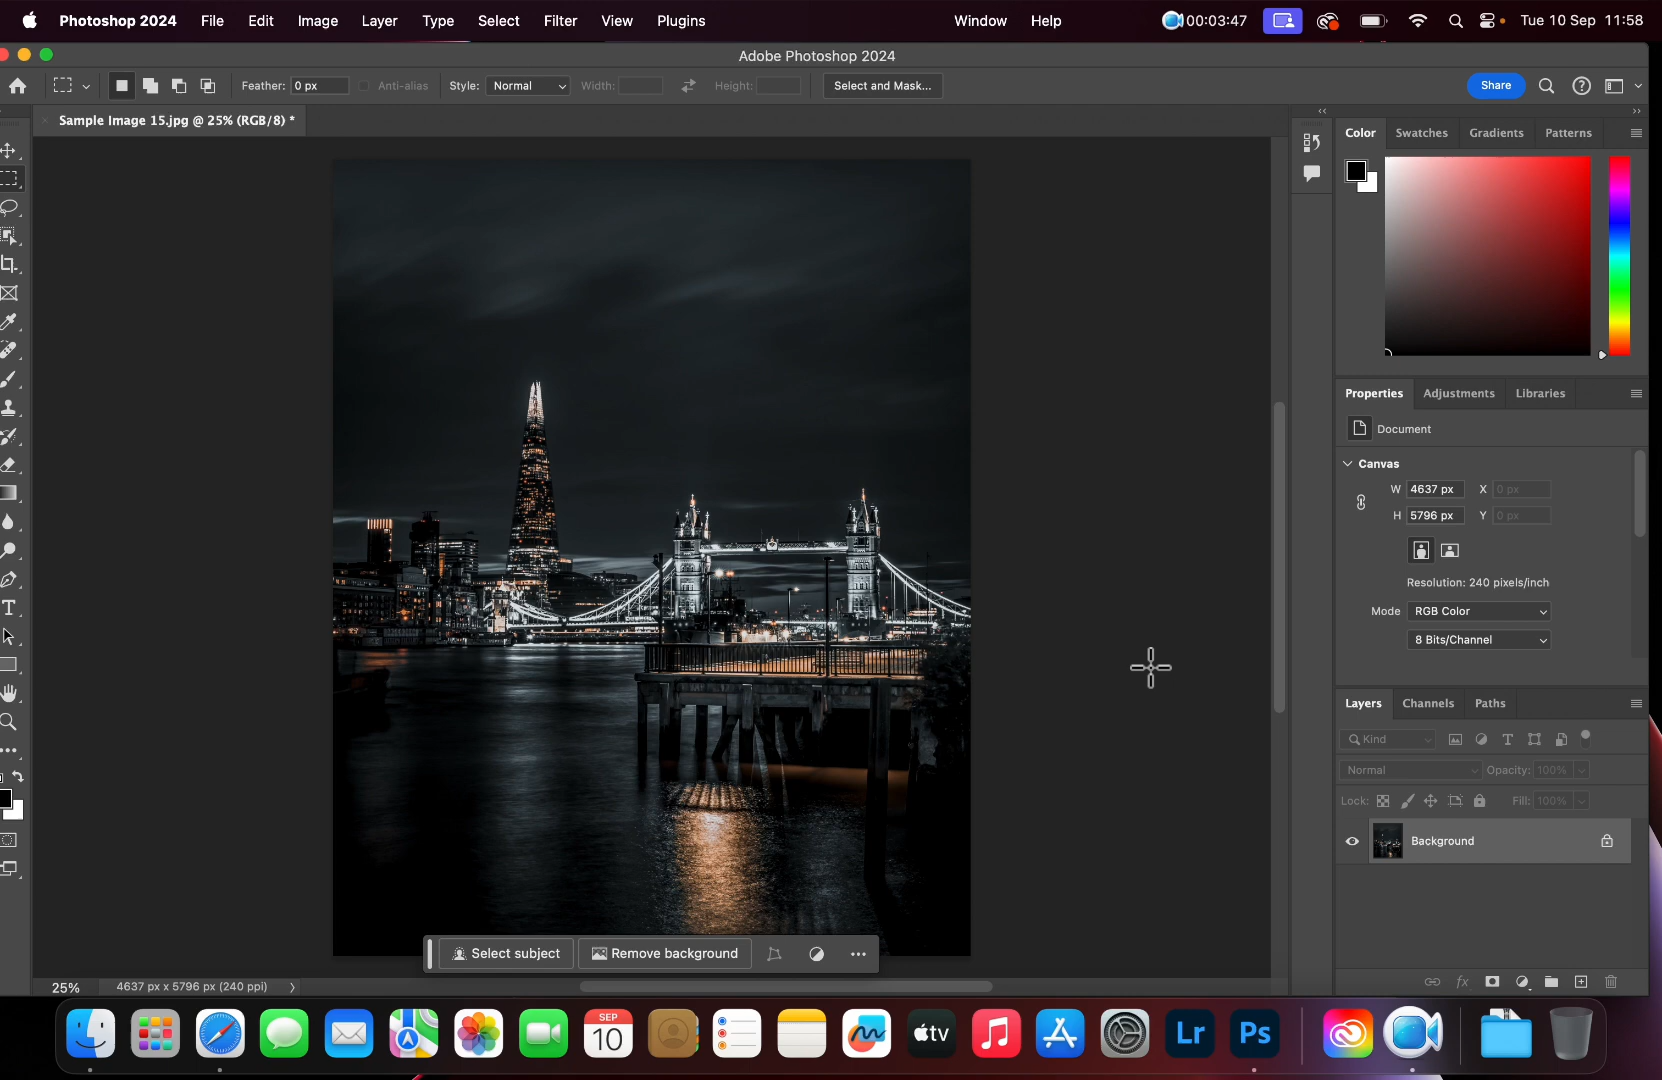 Photoshop 2024 File Edit Image Layer Type Select Filter View Plugins Window Help 00:03:47 Tue 10 Sep 11:58
Adobe Photoshop 2024
Feather: 0 px Anti-alias Style: Normal Width: Height: Select and Mask... Share
Sample Image 15.jpg @ 25% (RGB/8) *
Color Swatches Gradients Patterns
Properties Adjustments Libraries
Document
Canvas
W 4637 px X 0 px
H 5796 px Y 0 px
Resolution: 240 pixels/inch
Mode RGB Color
8 Bits/Channel
Layers Channels Paths
Kind
Normal Opacity: 100%
Lock: Fill: 100%
Background
Select subject Remove background
25% 4637 px x 5796 px (240 ppi)
SEP
10
tv
Lr
Ps